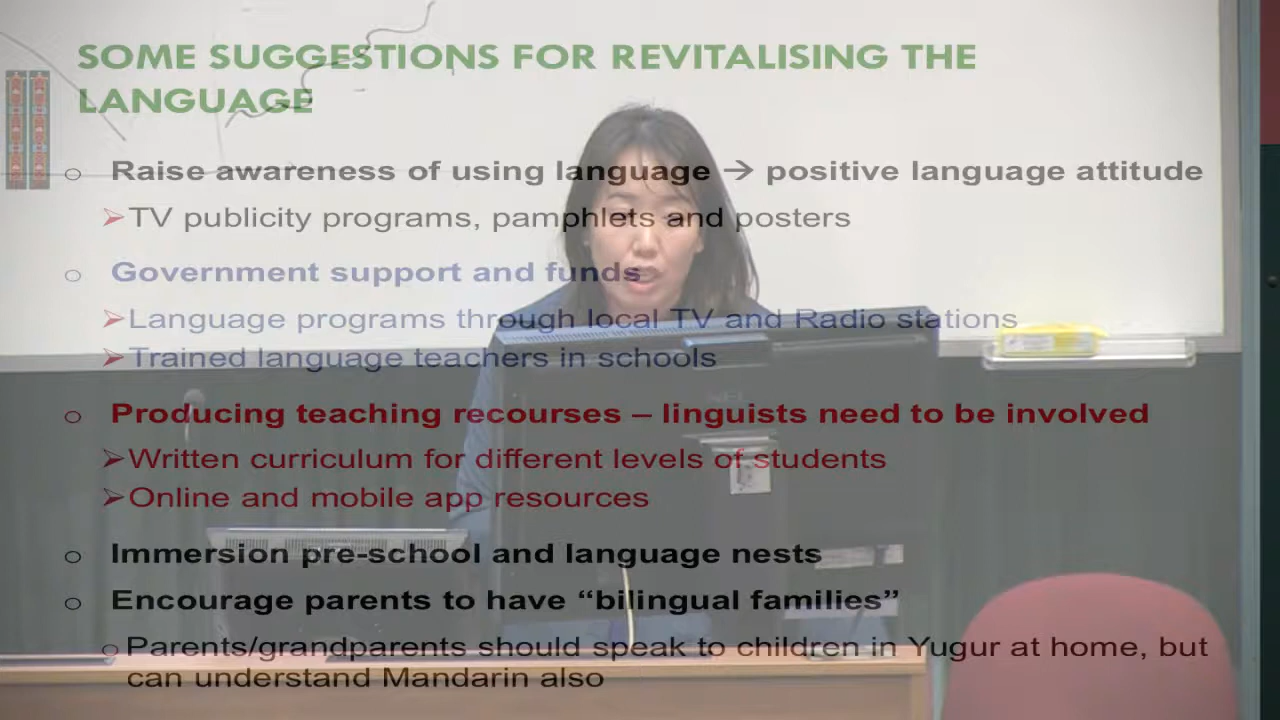 SOME SUGGESTIONS FOR REVITALISING THE
LANGUAGE
Raise awareness of using language → positive language attitude
TV publicity programs, pamphlets and posters
Government support and funds
Language programs through local TV and Radio stations
Trained language teachers in schools
Producing teaching recourses – linguists need to be involved
Written curriculum for different levels of students
Online and mobile app resources
Immersion pre-school and language nests
Encourage parents to have “bilingual families”
Parents/grandparents should speak to children in Yugur at home, but
can understand Mandarin also